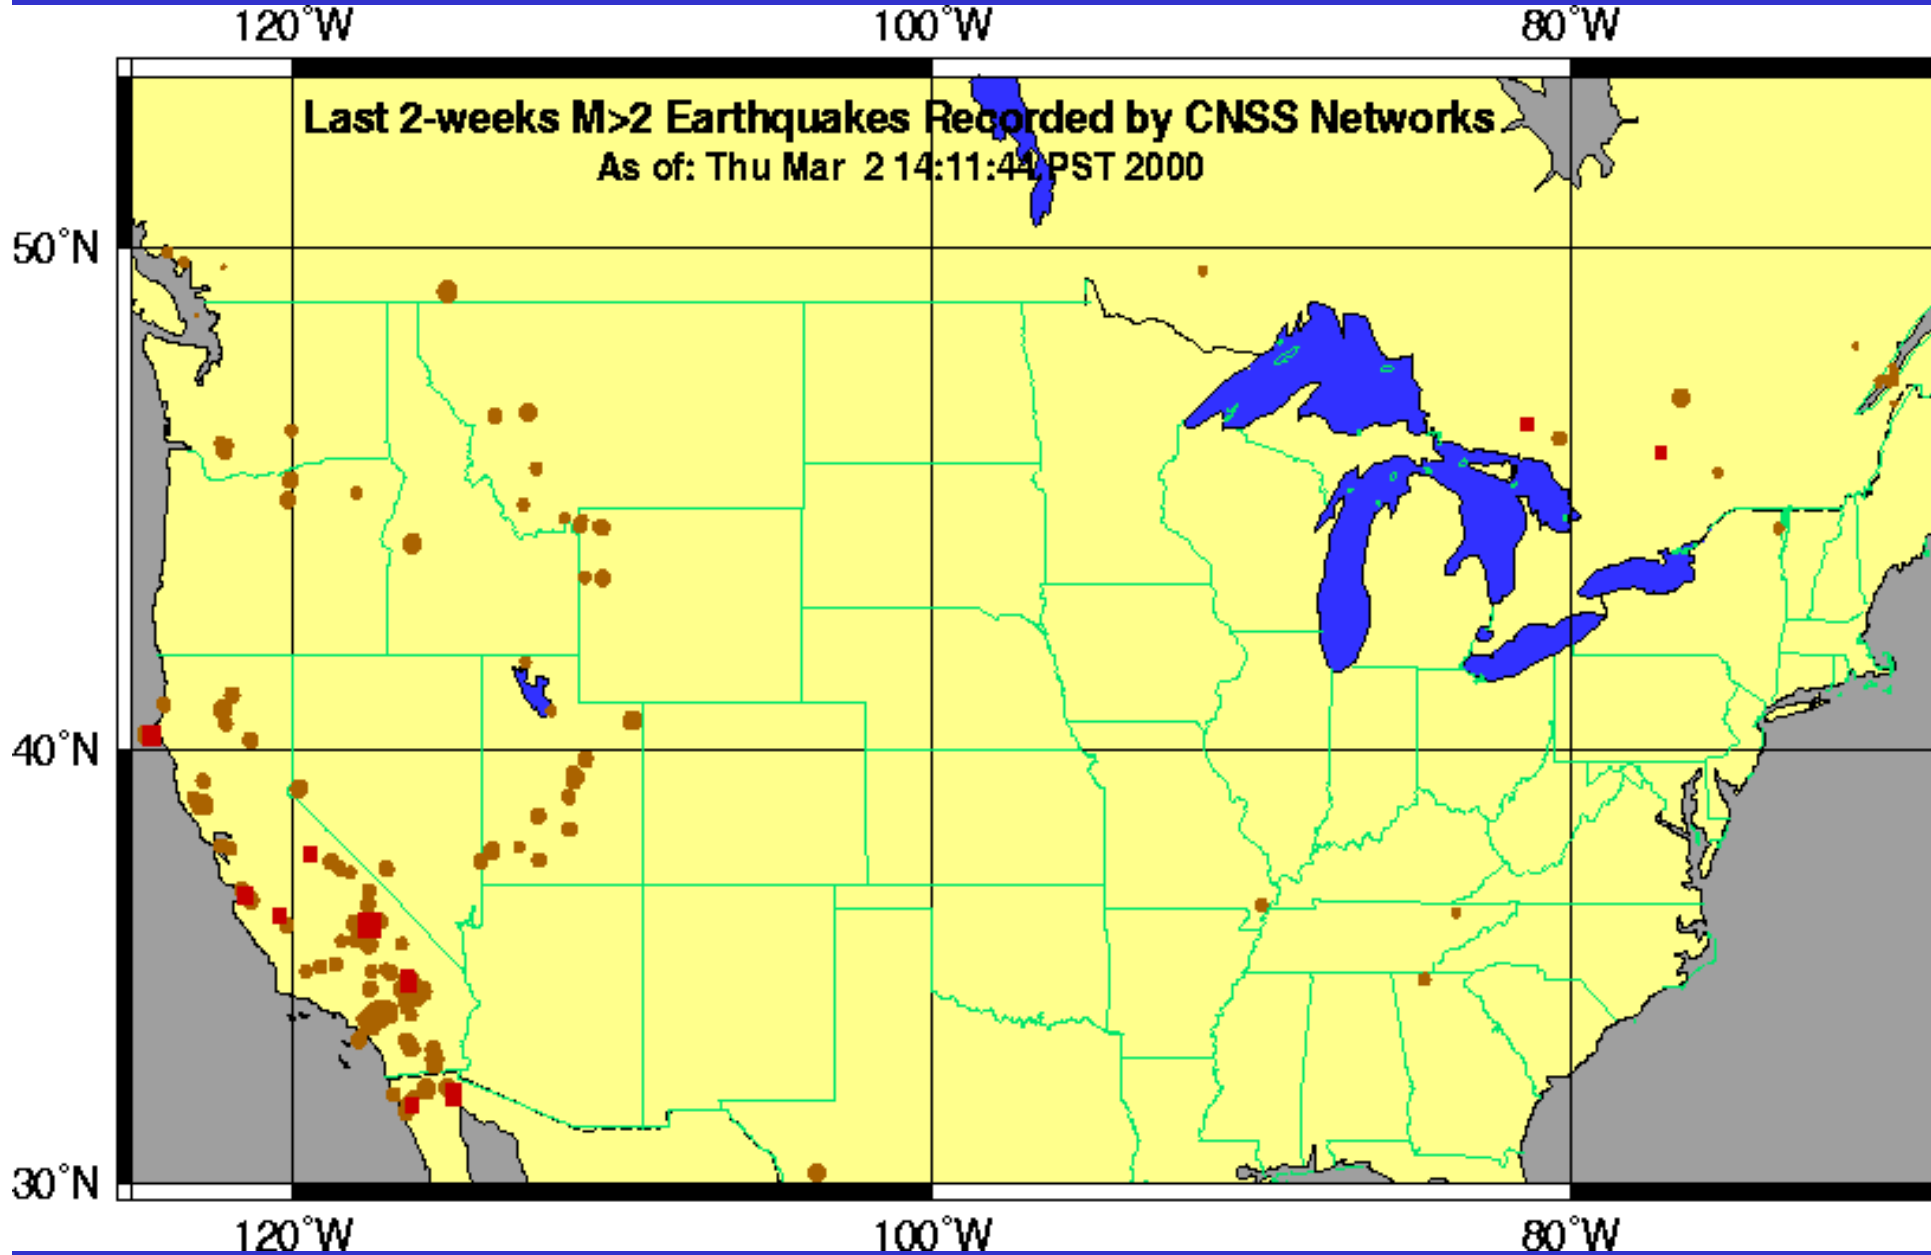 120°W 100°W 80°W
Last 2-weeks M>2 Earthquakes Recorded by CNSS Networks
As of: Thu Mar 2 14:11:44 PST 2000
50°N
40°N
30°N
120°W 100°W 80°W